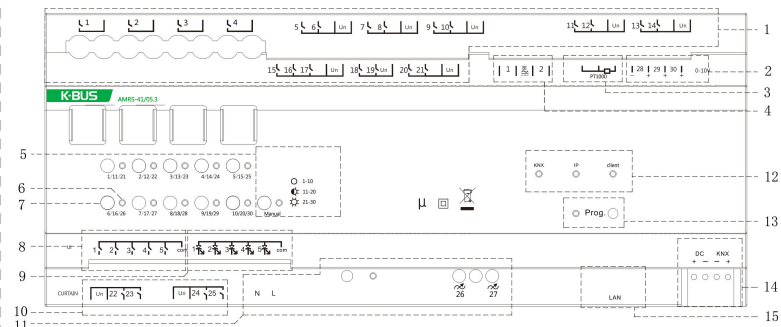 1 2 3 4 5 6 Un 7 8 Un 9 10 Un 11 12 Un 13 14 Un 1
15 16 17 Un 18 19 Un 20 21 Un 1 2 PT1000 28 29 30 0-10V 2
- + + +
3
4
K-BUS AMRS-41/05.3
5
1/11/21 2/12/22 3/13/23 4/14/24 5/15/25
1-10
11-20
21-30
KNX IP client 12
6
7
6/16/26 7/17/27 8/18/28 9/19/29 10/20/30 Manual
μ
Prog. 13
8 1 2 3 4 5 com 1 2 3 4 5 com
DC KNX
+ - - +
9
CURTAIN Un 22 23 Un 24 25 N L 26 27 LAN 14
10
11 15